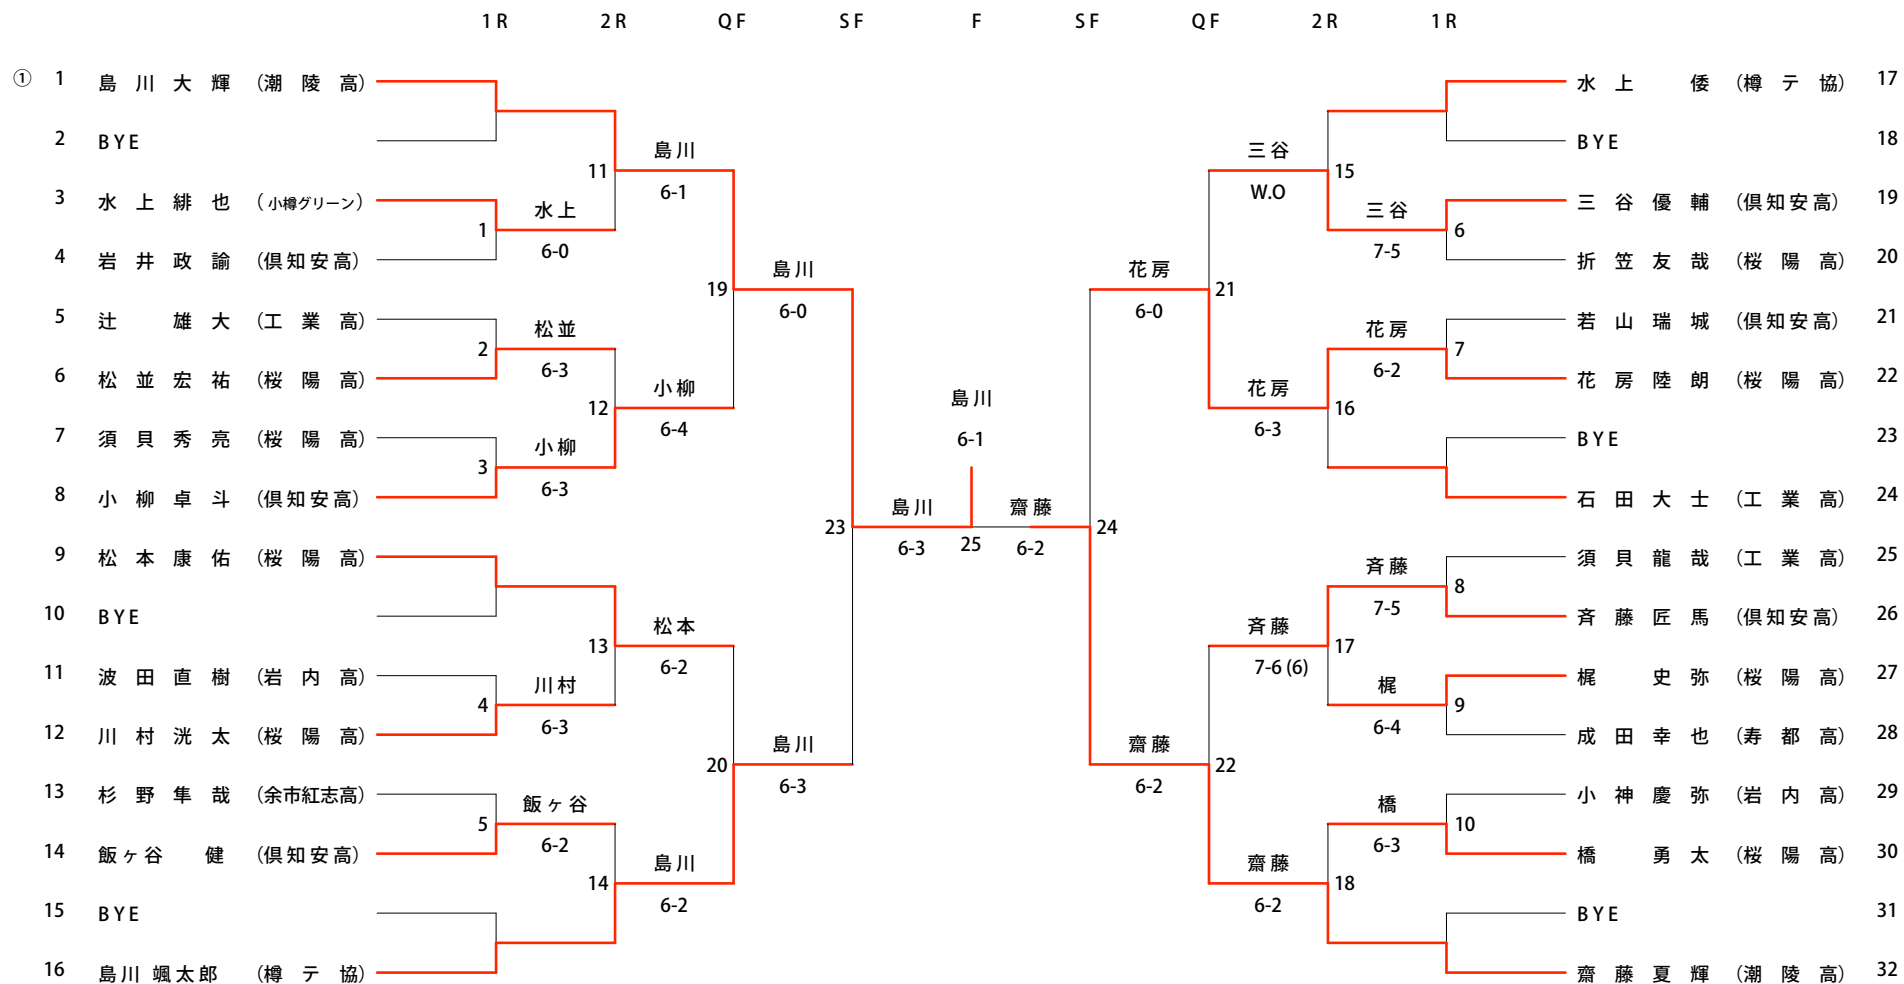 1R 2R QF SF F SF QF 2R 1R
① 1 島川大輝 (潮陵高)
2 BYE
3 水上緋也 (小樽グリーン)
4 岩井政諭 (倶知安高)
5 辻雄大 (工業高)
6 松並宏祐 (桜陽高)
7 須貝秀亮 (桜陽高)
8 小柳卓斗 (倶知安高)
9 松本康佑 (桜陽高)
10 BYE
11 波田直樹 (岩内高)
12 川村洸太 (桜陽高)
13 杉野隼哉 (余市紅志高)
14 飯ヶ谷健 (倶知安高)
15 BYE
16 島川颯太郎 (樽テ協)
1 水上
6-0
2 松並
6-3
3 小柳
6-3
4 川村
6-3
5 飯ヶ谷
6-2
11 島川
6-1
12 小柳
6-4
13 松本
6-2
14 島川
6-2
19 島川
6-0
20 島川
6-3
23 島川
6-3
島川
6-1
25
齋藤 24
6-2
花房 21
6-0
齋藤 22
6-2
三谷 15
W.O
花房 16
6-3
斉藤 17
7-6 (6)
齋藤 18
6-2
三谷 6
7-5
花房 7
6-2
斉藤 8
7-5
梶 9
6-4
橋 10
6-3
水上倭 (樽テ協) 17
BYE 18
三谷優輔 (倶知安高) 19
折笠友哉 (桜陽高) 20
若山瑞城 (倶知安高) 21
花房陸朗 (桜陽高) 22
BYE 23
石田大士 (工業高) 24
須貝龍哉 (工業高) 25
斉藤匠馬 (倶知安高) 26
梶史弥 (桜陽高) 27
成田幸也 (寿都高) 28
小神慶弥 (岩内高) 29
橋勇太 (桜陽高) 30
BYE 31
齋藤夏輝 (潮陵高) 32